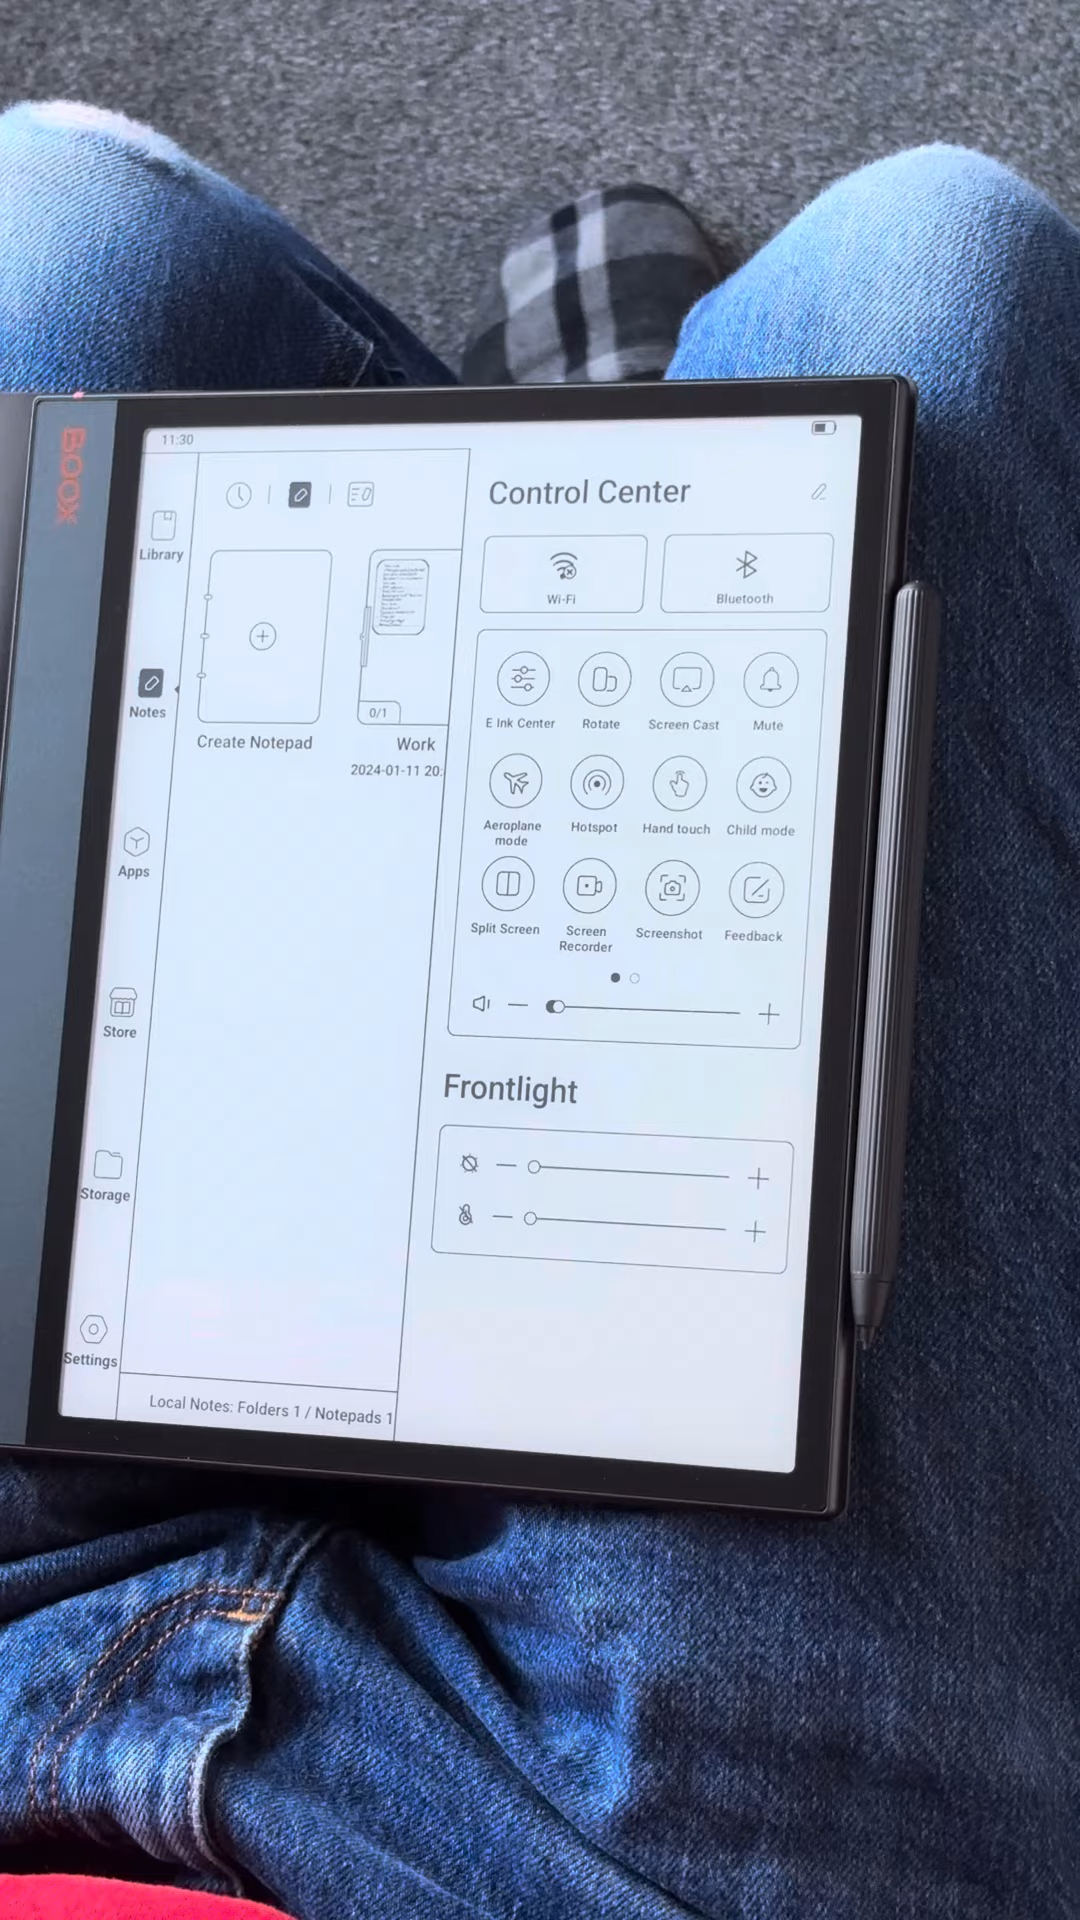 BOOX
11:30
Library
Notes
Apps
Store
Storage
Settings
Create Notepad
0/1
Work
2024-01-11 20:
Local Notes: Folders 1 / Notepads 1
Control Center
Wi-Fi
Bluetooth
E Ink Center
Rotate
Screen Cast
Mute
Aeroplane
mode
Hotspot
Hand touch
Child mode
Split Screen
Screen
Recorder
Screenshot
Feedback
Frontlight